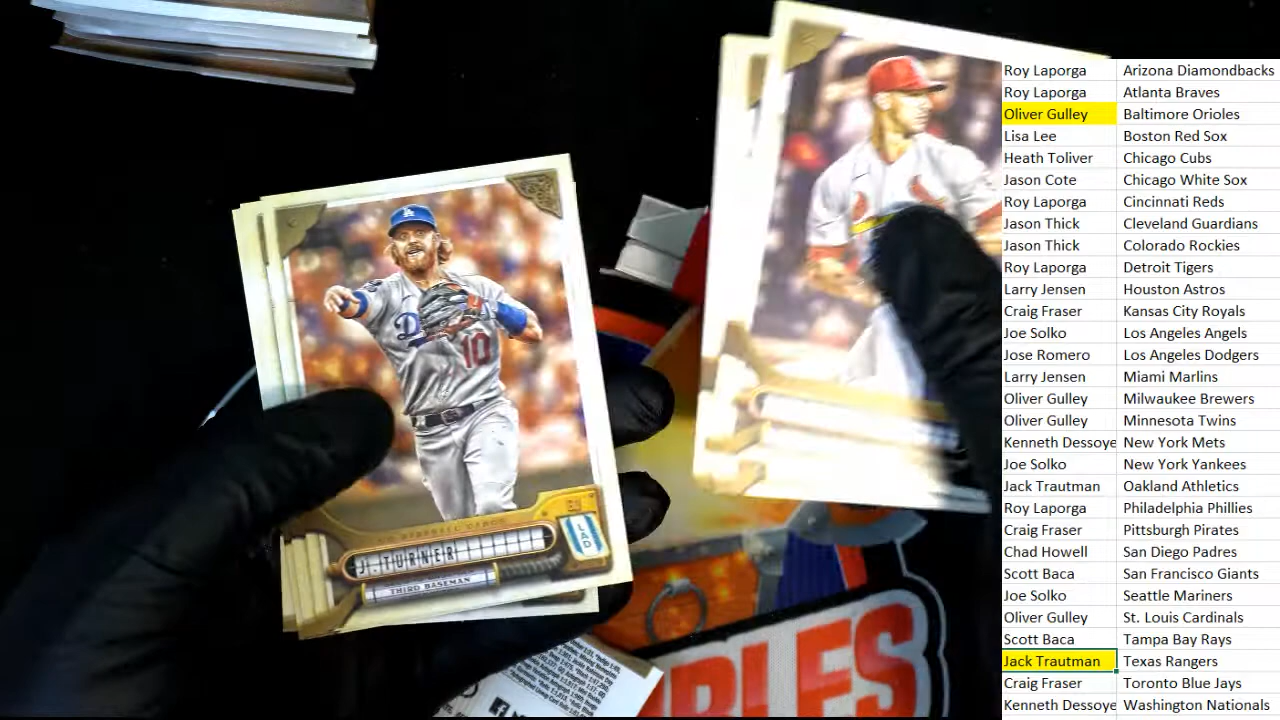 10
J. TURNER
THIRD BASEMAN
LAD
Roy Laporga Arizona Diamondbacks
Roy Laporga Atlanta Braves
Oliver Gulley Baltimore Orioles
Lisa Lee Boston Red Sox
Heath Toliver Chicago Cubs
Jason Cote Chicago White Sox
Roy Laporga Cincinnati Reds
Jason Thick Cleveland Guardians
Jason Thick Colorado Rockies
Roy Laporga Detroit Tigers
Larry Jensen Houston Astros
Craig Fraser Kansas City Royals
Joe Solko Los Angeles Angels
Jose Romero Los Angeles Dodgers
Larry Jensen Miami Marlins
Oliver Gulley Milwaukee Brewers
Oliver Gulley Minnesota Twins
Kenneth Dessoye New York Mets
Joe Solko New York Yankees
Jack Trautman Oakland Athletics
Roy Laporga Philadelphia Phillies
Craig Fraser Pittsburgh Pirates
Chad Howell San Diego Padres
Scott Baca San Francisco Giants
Joe Solko Seattle Mariners
Oliver Gulley St. Louis Cardinals
Scott Baca Tampa Bay Rays
Jack Trautman Texas Rangers
Craig Fraser Toronto Blue Jays
Kenneth Dessoye Washington Nationals